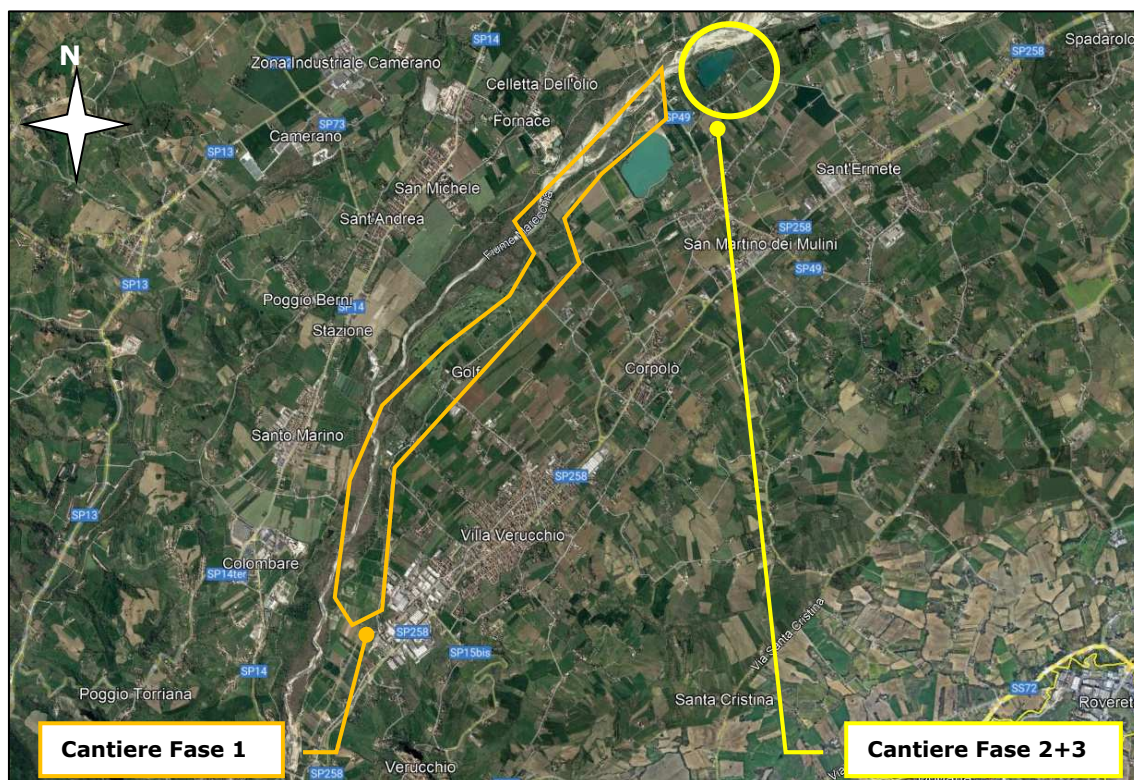 N
SP14
Zona Industriale Camerano
SP258
Spadarolo
Celletta Dell'olio
Fornace
SP49
SP73
Camerano
SP13
San Michele
Sant'Ermete
Sant'Andrea
Fiume Marecchia
SP258
San Martino dei Mulini
SP49
SP13
Poggio Berni
SP14
Stazione
Golf
Corpolo
Santo Marino
SP258
SP13
Villa Verucchio
Colombare
SP14ter
Via Santa Cristina
SP258
SP15bis
SP14
Poggio Torriana
Santa Cristina
SS72
Rovereta
Cantiere Fase 1
Cantiere Fase 2+3
SP258
Verucchio